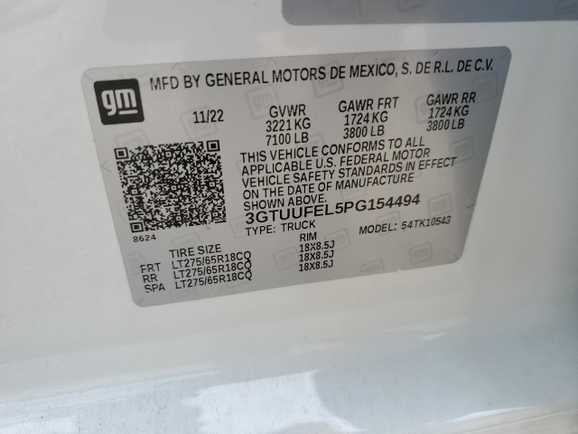 gm
MFD BY GENERAL MOTORS DE MEXICO, S. DE R.L. DE C.V.
11/22 GVWR GAWR FRT GAWR RR
3221 KG 1724 KG 1724 KG
7100 LB 3800 LB 3800 LB
THIS VEHICLE CONFORMS TO ALL
APPLICABLE U.S. FEDERAL MOTOR
VEHICLE SAFETY STANDARDS IN EFFECT
ON THE DATE OF MANUFACTURE
SHOWN ABOVE.
3GTUUFEL5PG154494
8624 TYPE: TRUCK MODEL: 54TK10543
TIRE SIZE RIM
FRT LT275/65R18CQ 18X8.5J
RR LT275/65R18CQ 18X8.5J
SPA LT275/65R18CQ 18X8.5J